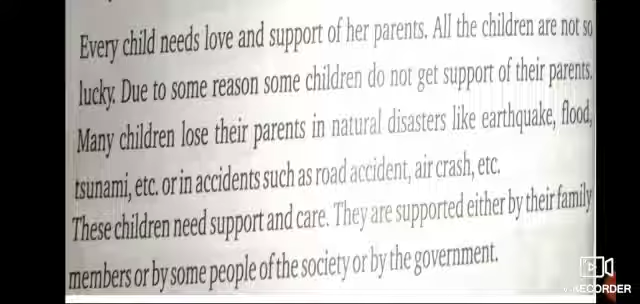 Every child needs love and support of her parents. All the children are not so
lucky. Due to some reason some children do not get support of their parents.
Many children lose their parents in natural disasters like earthquake, flood,
tsunami, etc. or in accidents such as road accident, air crash, etc.
These children need support and care. They are supported either by their family
members or by some people of the society or by the government.
RECORDER